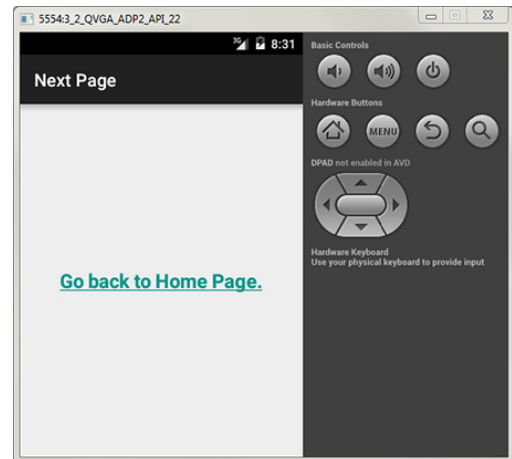 5554:3_2_QVGA_ADP2_API_22
3G 8:31
Next Page
Go back to Home Page.
Basic Controls
Hardware Buttons
MENU
DPAD not enabled in AVD
Hardware Keyboard
Use your physical keyboard to provide input